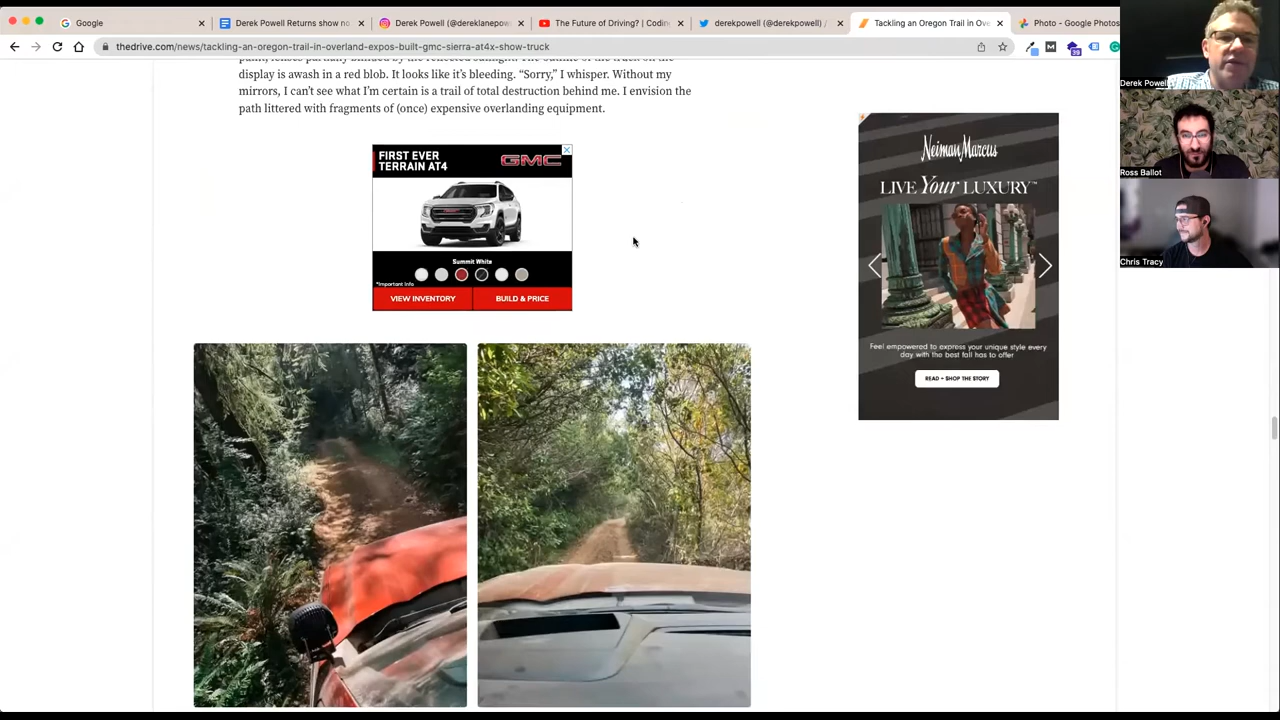 Google
Derek Powell Returns show no
Derek Powell (@dereklanepow
The Future of Driving? | Codin
derekpowell (@derekpowell) /
Tackling an Oregon Trail in Ove
Photo - Google Photos
thedrive.com/news/tackling-an-oregon-trail-in-overland-expos-built-gmc-sierra-at4x-show-truck
display is awash in a red blob. It looks like it's bleeding. “Sorry,” I whisper. Without my
mirrors, I can't see what I'm certain is a trail of total destruction behind me. I envision the
path littered with fragments of (once) expensive overlanding equipment.
FIRST EVER
TERRAIN AT4
GMC
Summit White
*Important Info
VIEW INVENTORY
BUILD & PRICE
Neiman Marcus
LIVE Your LUXURY™
Feel empowered to express your unique style every
day with the best fall has to offer
READ + SHOP THE STORY
Derek Powell
Ross Ballot
Chris Tracy